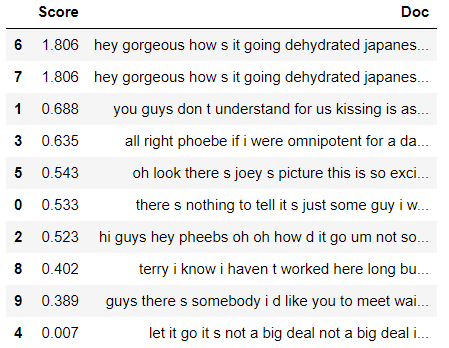 Score Doc
6 1.806 hey gorgeous how s it going dehydrated japanes...
7 1.806 hey gorgeous how s it going dehydrated japanes...
1 0.688 you guys don t understand for us kissing is as...
3 0.635 all right phoebe if i were omnipotent for a da...
5 0.543 oh look there s joey s picture this is so exci...
0 0.533 there s nothing to tell it s just some guy i w...
2 0.523 hi guys hey pheebs oh oh how d it go um not so...
8 0.402 terry i know i haven t worked here long bu...
9 0.389 guys there s somebody i d like you to meet wai...
4 0.007 let it go it s not a big deal not a big deal i...